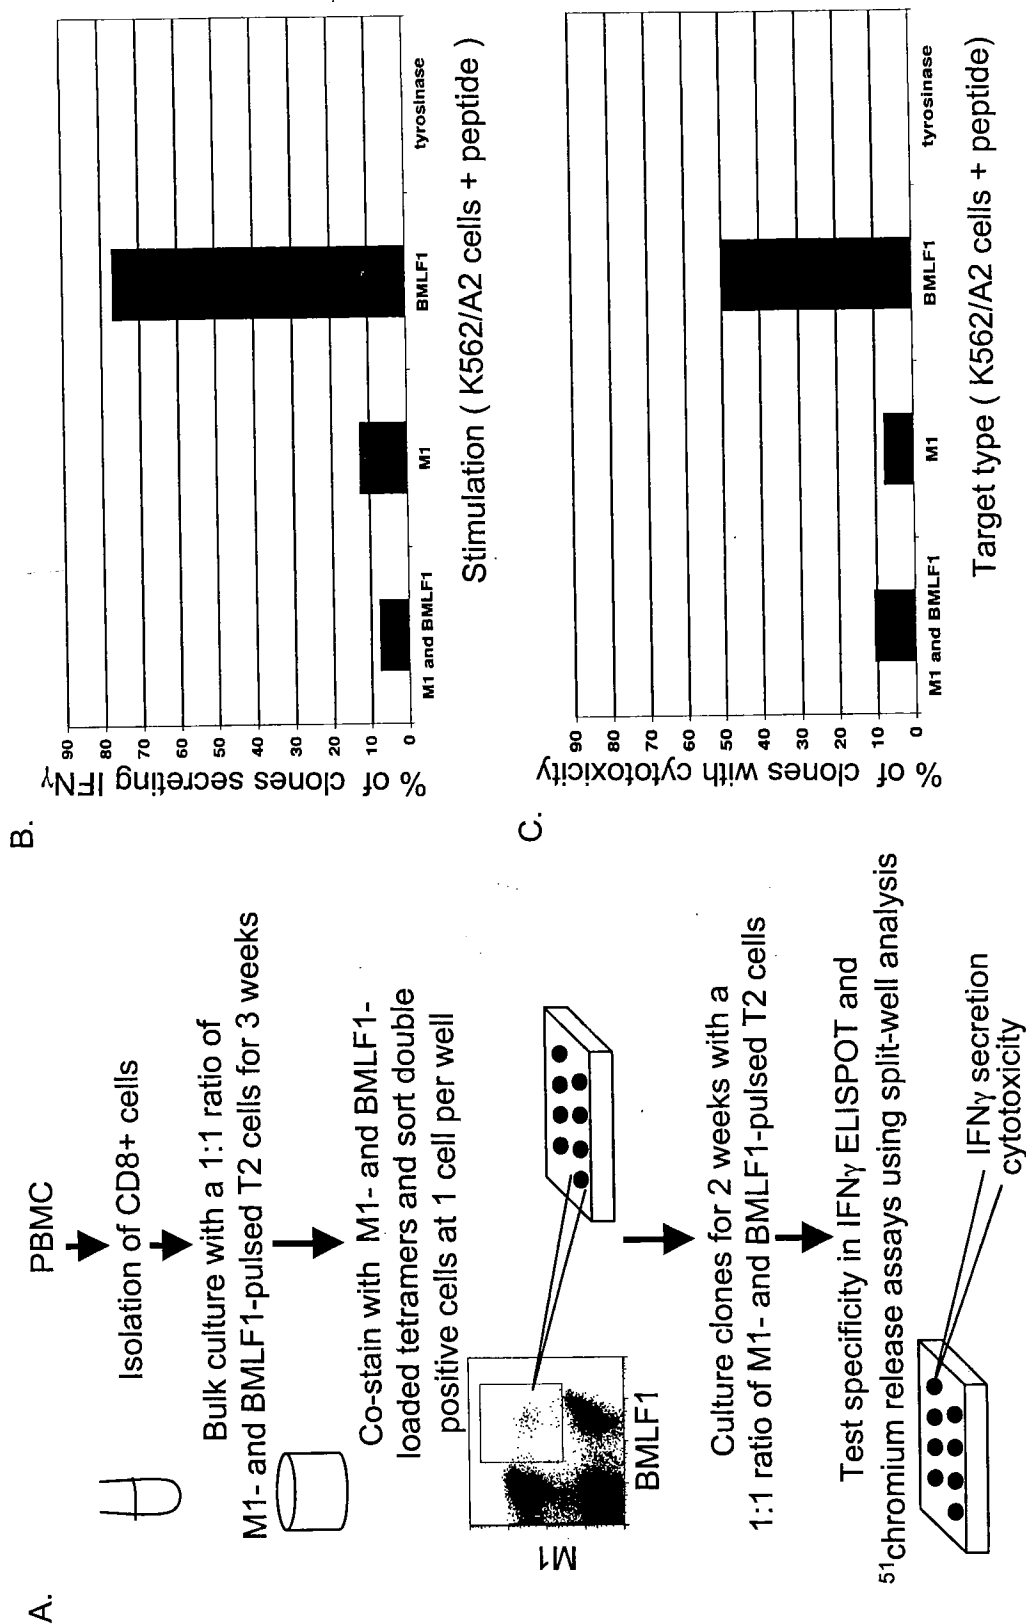 A.
PBMC
Isolation of CD8+ cells
Bulk culture with a 1:1 ratio of
M1- and BMLF1-pulsed T2 cells for 3 weeks
Co-stain with M1- and BMLF1-
loaded tetramers and sort double
positive cells at 1 cell per well
M1
BMLF1
Culture clones for 2 weeks with a
1:1 ratio of M1- and BMLF1-pulsed T2 cells
Test specificity in IFNγ ELISPOT and
51chromium release assays using split-well analysis
IFNγ secretion
cytotoxicity
B.
% of clones secreting IFNγ
90
80
70
60
50
40
30
20
10
0
M1 and BMLF1
M1
BMLF1
tyrosinase
Stimulation ( K562/A2 cells + peptide )
C.
% of clones with cytotoxicity
90
80
70
60
50
40
30
20
10
0
M1 and BMLF1
M1
BMLF1
tyrosinase
Target type ( K562/A2 cells + peptide)